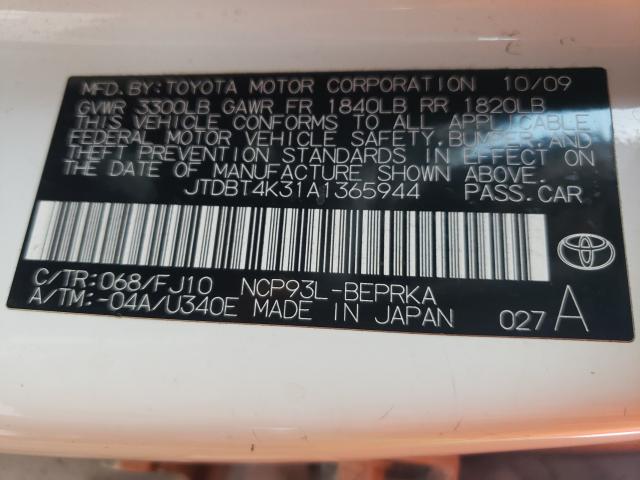 MFD. BY: TOYOTA MOTOR CORPORATION 10/09
GVWR 3300LB GAWR FR 1840LB RR 1820LB
THIS VEHICLE CONFORMS TO ALL APPLICABLE
FEDERAL MOTOR VEHICLE SAFETY, BUMPER, AND
THEFT PREVENTION STANDARDS IN EFFECT ON
THE DATE OF MANUFACTURE SHOWN ABOVE.
JTDBT4K31A1365944 PASS.CAR
C/TR:068/FJ10 NCP93L-BEPRKA
A/TM:-04A/U340E MADE IN JAPAN 027 A
TOYOTA